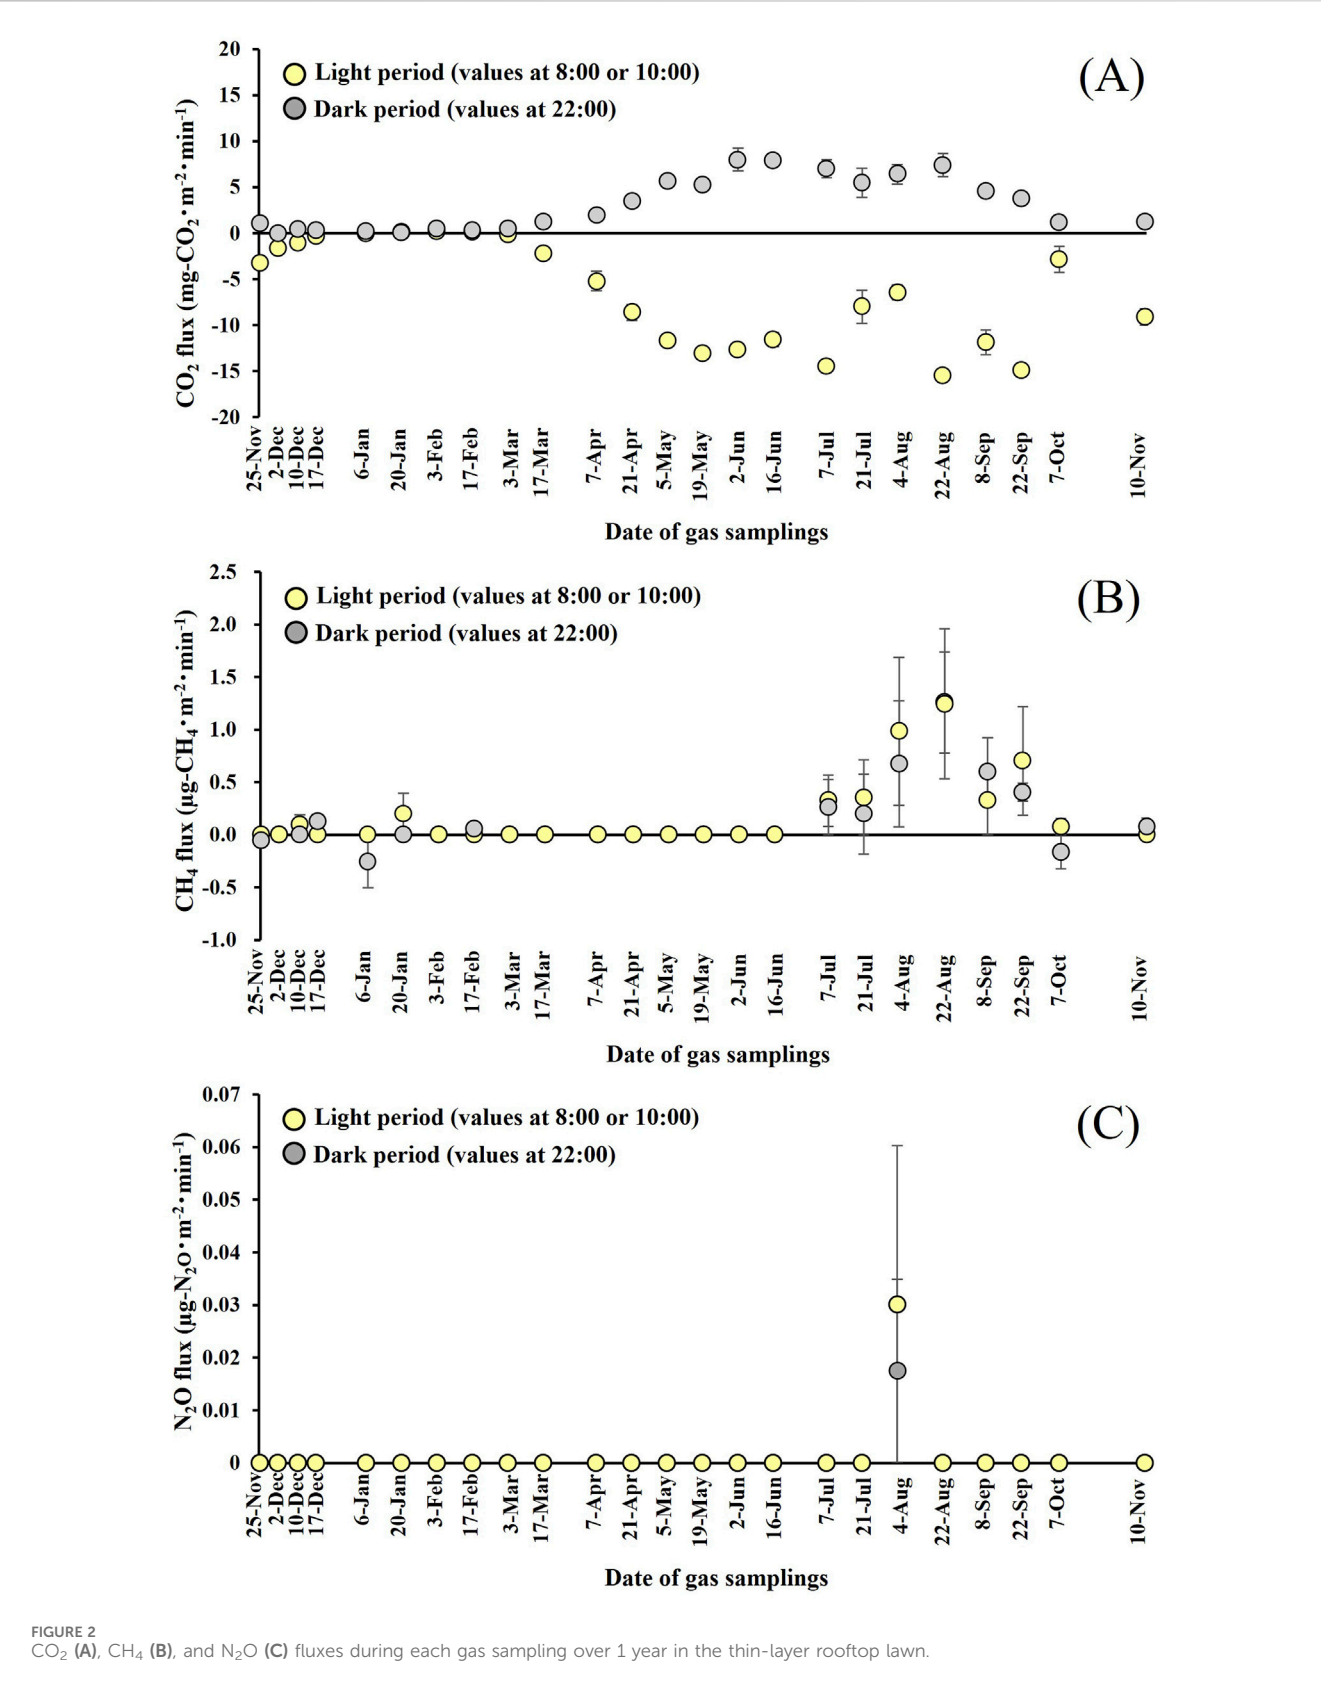 20
15
10
5
0
-5
-10
-15
-20
CO₂ flux (mg-CO₂・m⁻²・min⁻¹)
Light period (values at 8:00 or 10:00)
Dark period (values at 22:00)
(A)
25-Nov 2-Dec 10-Dec 17-Dec 6-Jan 20-Jan 3-Feb 17-Feb 3-Mar 17-Mar 7-Apr 21-Apr 5-May 19-May 2-Jun 16-Jun 7-Jul 21-Jul 4-Aug 22-Aug 8-Sep 22-Sep 7-Oct 10-Nov
Date of gas samplings
2.5
2.0
1.5
1.0
0.5
0.0
-0.5
-1.0
CH₄ flux (μg-CH₄・m⁻²・min⁻¹)
Light period (values at 8:00 or 10:00)
Dark period (values at 22:00)
(B)
25-Nov 2-Dec 10-Dec 17-Dec 6-Jan 20-Jan 3-Feb 17-Feb 3-Mar 17-Mar 7-Apr 21-Apr 5-May 19-May 2-Jun 16-Jun 7-Jul 21-Jul 4-Aug 22-Aug 8-Sep 22-Sep 7-Oct 10-Nov
Date of gas samplings
0.07
0.06
0.05
0.04
0.03
0.02
0.01
0
N₂O flux (μg-N₂O・m⁻²・min⁻¹)
Light period (values at 8:00 or 10:00)
Dark period (values at 22:00)
(C)
25-Nov 2-Dec 10-Dec 17-Dec 6-Jan 20-Jan 3-Feb 17-Feb 3-Mar 17-Mar 7-Apr 21-Apr 5-May 19-May 2-Jun 16-Jun 7-Jul 21-Jul 4-Aug 22-Aug 8-Sep 22-Sep 7-Oct 10-Nov
Date of gas samplings
FIGURE 2
CO₂ (A), CH₄ (B), and N₂O (C) fluxes during each gas sampling over 1 year in the thin-layer rooftop lawn.